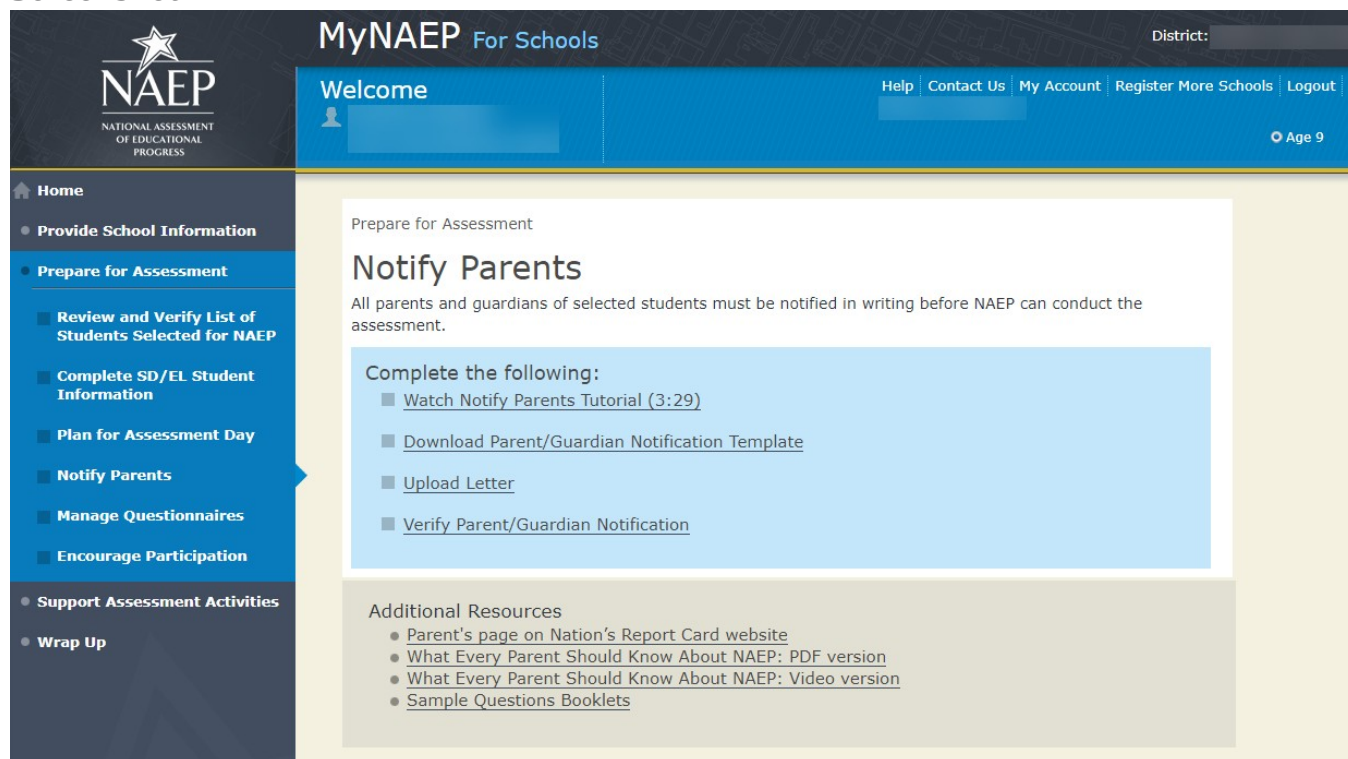 MyNAEP For Schools
District:
NAEP
NATIONAL ASSESSMENT
OF EDUCATIONAL
PROGRESS
Welcome
Help Contact Us My Account Register More Schools Logout
Age 9
Home
Provide School Information
Prepare for Assessment
Review and Verify List of
Students Selected for NAEP
Complete SD/EL Student
Information
Plan for Assessment Day
Notify Parents
Manage Questionnaires
Encourage Participation
Support Assessment Activities
Wrap Up
Prepare for Assessment
Notify Parents
All parents and guardians of selected students must be notified in writing before NAEP can conduct the
assessment.
Complete the following:
Watch Notify Parents Tutorial (3:29)
Download Parent/Guardian Notification Template
Upload Letter
Verify Parent/Guardian Notification
Additional Resources
Parent's page on Nation’s Report Card website
What Every Parent Should Know About NAEP: PDF version
What Every Parent Should Know About NAEP: Video version
Sample Questions Booklets